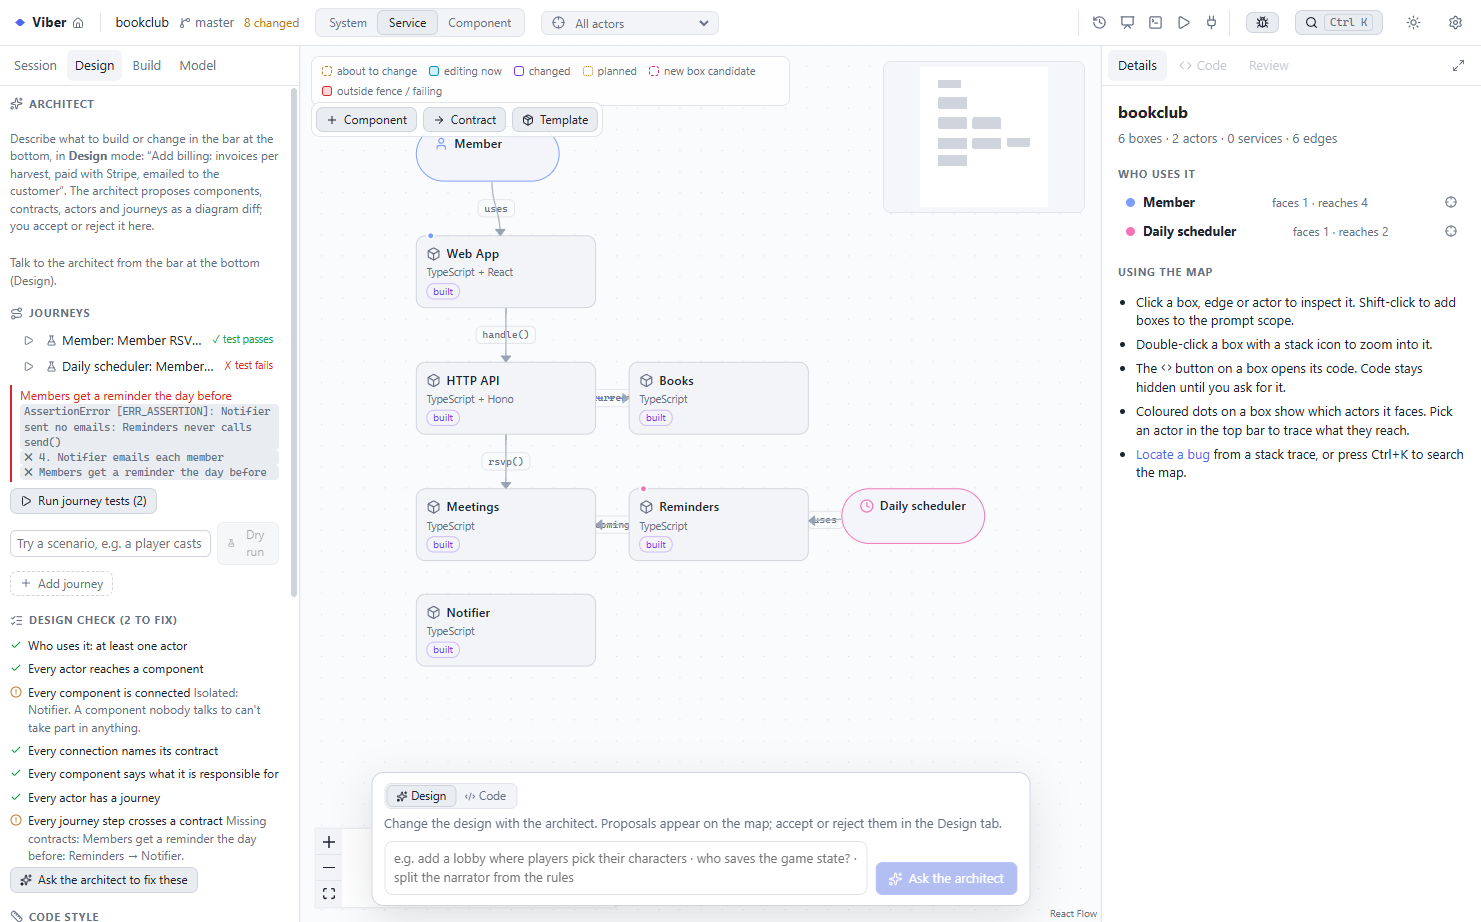 Viber
bookclub
master
8 changed
System
Service
Component
All actors
Ctrl K
Session
Design
Build
Model
ARCHITECT
Describe what to build or change in the bar at the
bottom, in Design mode: “Add billing: invoices per
harvest, paid with Stripe, emailed to the
customer”. The architect proposes components,
contracts, actors and journeys as a diagram diff;
you accept or reject it here.
Talk to the architect from the bar at the bottom
(Design).
JOURNEYS
Member: Member RSV... ✓ test passes
Daily scheduler: Member... ✗ test fails
Members get a reminder the day before
AssertionError [ERR_ASSERTION]: Notifier
sent no emails: Reminders never calls
send()
✕ 4. Notifier emails each member
✕ Members get a reminder the day before
Run journey tests (2)
Try a scenario, e.g. a player casts
Dry
run
+ Add journey
DESIGN CHECK (2 TO FIX)
Who uses it: at least one actor
Every actor reaches a component
Every component is connected Isolated:
Notifier. A component nobody talks to can't
take part in anything.
Every connection names its contract
Every component says what it is responsible for
Every actor has a journey
Every journey step crosses a contract Missing
contracts: Members get a reminder the day
before: Reminders → Notifier.
Ask the architect to fix these
CODE STYLE
about to change
editing now
changed
planned
new box candidate
outside fence / failing
+ Component
→ Contract
Template
Member
uses
Web App
TypeScript + React
built
handle()
HTTP API
TypeScript + Hono
built
Books
TypeScript
built
rsvp()
Meetings
TypeScript
built
Reminders
TypeScript
built
uses
Daily scheduler
Notifier
TypeScript
built
Design
Code
Change the design with the architect. Proposals appear on the map; accept or reject them in the Design tab.
e.g. add a lobby where players pick their characters · who saves the game state? ·
split the narrator from the rules
Ask the architect
React Flow
Details
Code
Review
bookclub
6 boxes · 2 actors · 0 services · 6 edges
WHO USES IT
Member faces 1 · reaches 4
Daily scheduler faces 1 · reaches 2
USING THE MAP
Click a box, edge or actor to inspect it. Shift-click to add
boxes to the prompt scope.
Double-click a box with a stack icon to zoom into it.
The <> button on a box opens its code. Code stays
hidden until you ask for it.
Coloured dots on a box show which actors it faces. Pick
an actor in the top bar to trace what they reach.
Locate a bug from a stack trace, or press Ctrl+K to search
the map.